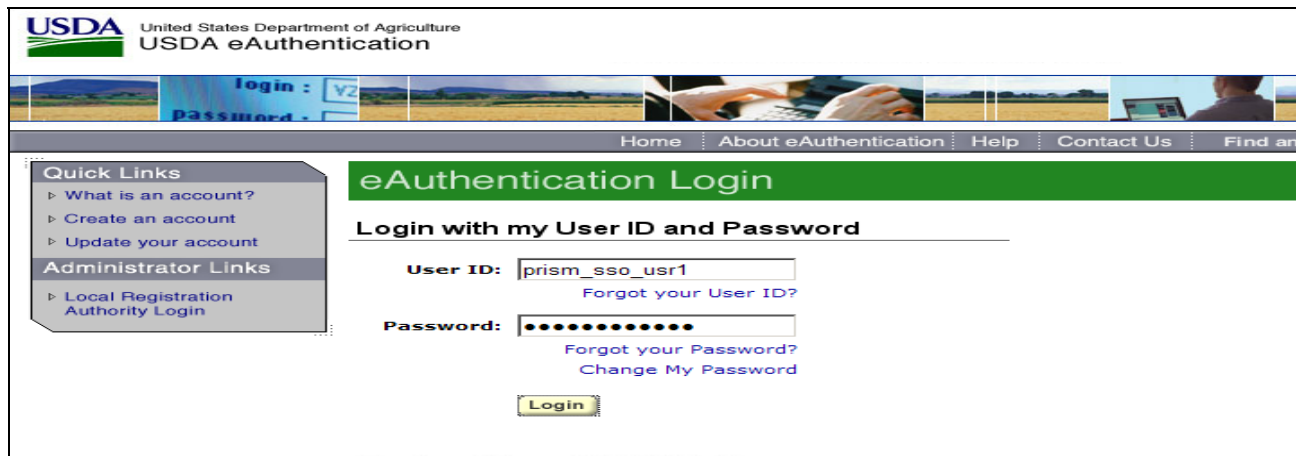 USDA
United States Department of Agriculture
USDA eAuthentication
login :
password :
Home
About eAuthentication
Help
Contact Us
Find an
Quick Links
What is an account?
Create an account
Update your account
Administrator Links
Local Registration
Authority Login
eAuthentication Login
Login with my User ID and Password
User ID: prism_sso_usr1
Forgot your User ID?
Password: ●●●●●●●●●●●●
Forgot your Password?
Change My Password
Login